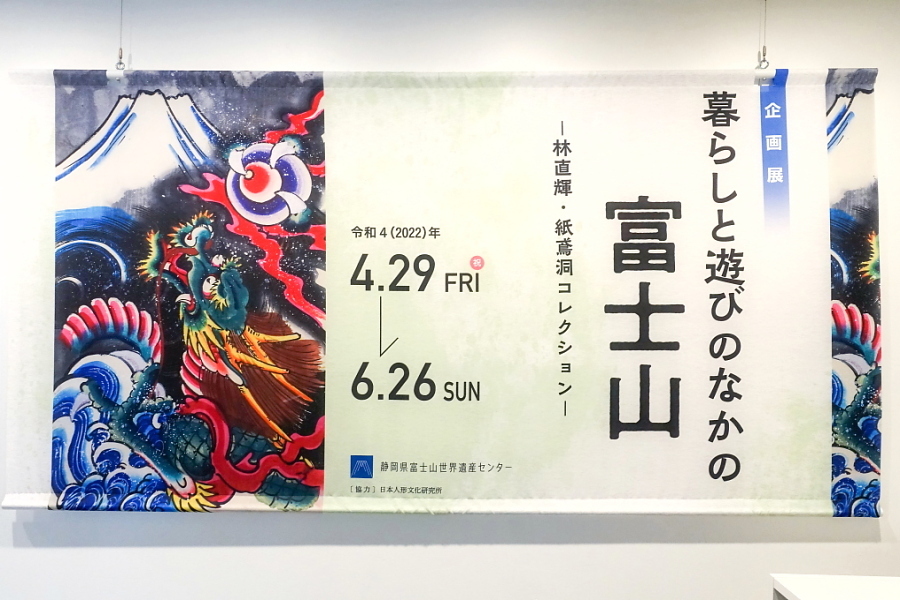 企画展
暮らしと遊びのなかの
富士山
―林直輝・紙鳶洞コレクション―
令和4(2022)年
4.29 FRI 祝
6.26 SUN
静岡県富士山世界遺産センター
[協力] 日本人形文化研究所